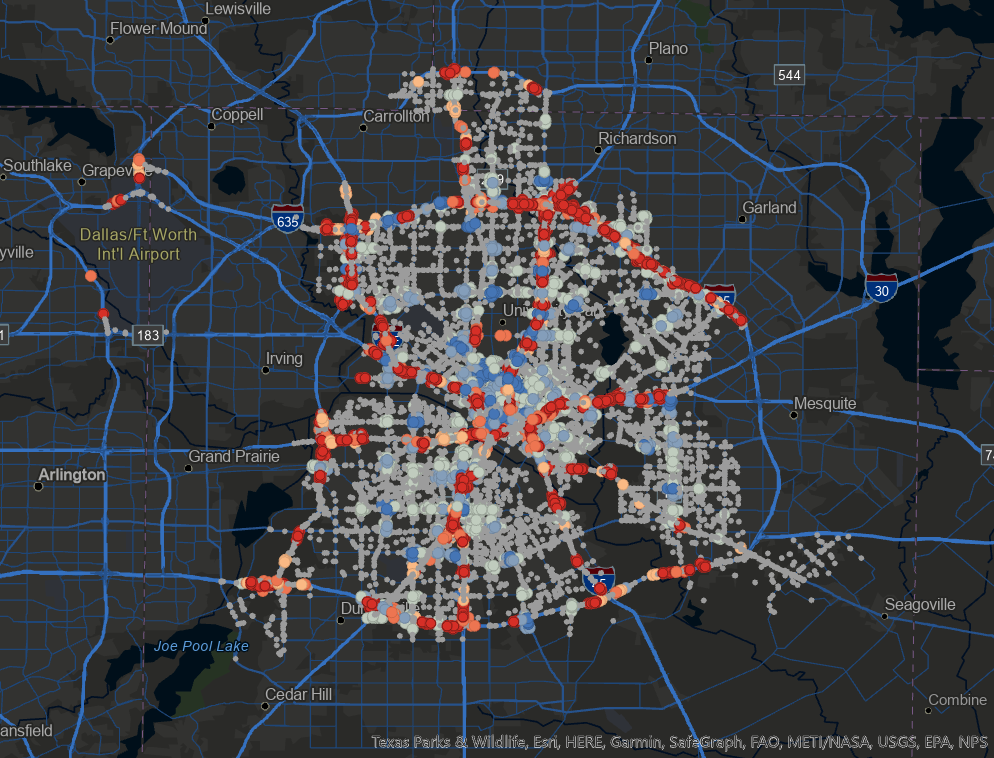 Lewisville
Flower Mound
Plano
544
Coppell
Carrollton
Richardson
Southlake
Grapevine
Garland
635
Dallas/Ft Worth
Int'l Airport
yville
30
183
Irving
Mesquite
Grand Prairie
Arlington
Seagoville
Joe Pool Lake
Cedar Hill
Combine
ansfield
Texas Parks & Wildlife, Esri, HERE, Garmin, SafeGraph, FAO, METI/NASA, USGS, EPA, NPS